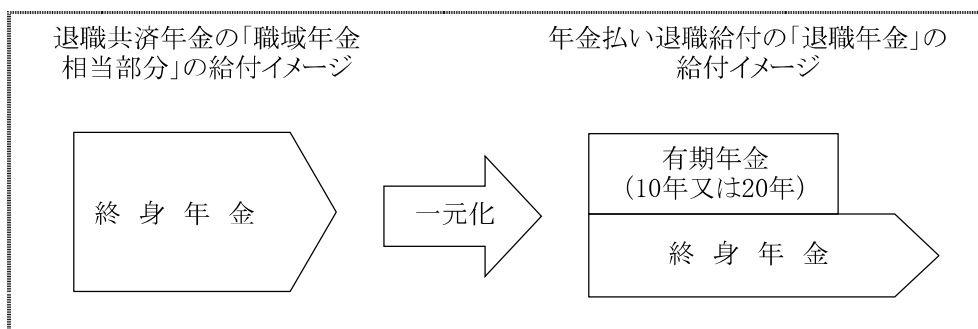 退職共済年金の「職域年金
相当部分」の給付イメージ
年金払い退職給付の「退職年金」の
給付イメージ
終 身 年 金
一元化
有期年金
(10年又は20年)
終 身 年 金